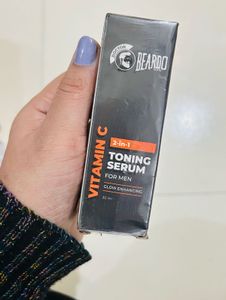 BEARDO
VITAMIN C
2-in-1
TONING
SERUM
FOR MEN
GLOW ENHANCING